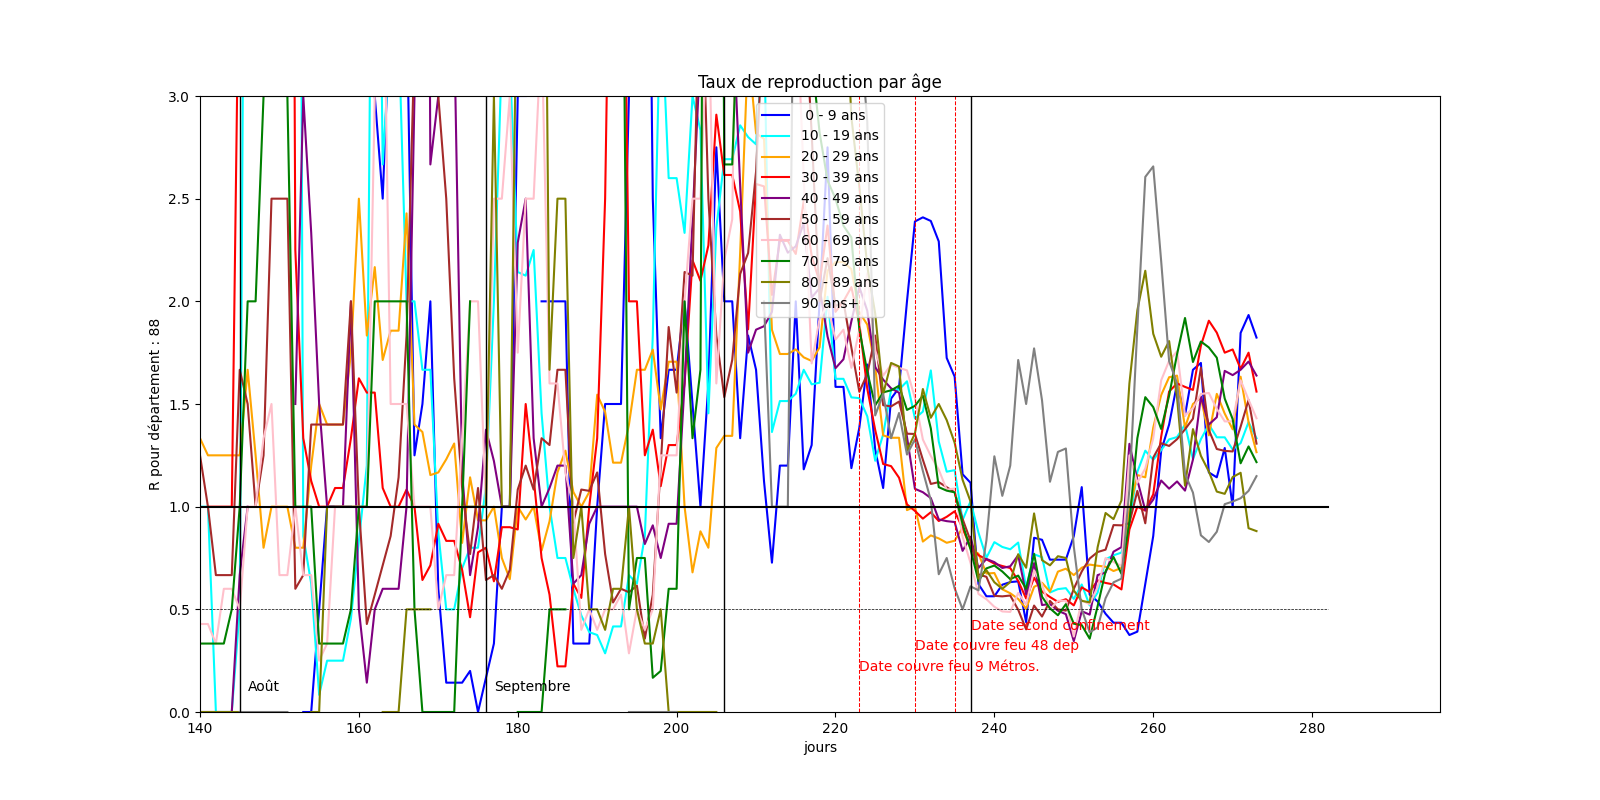 Taux de reproduction par âge
R pour département : 88
3.0
2.5
2.0
1.5
1.0
0.5
0.0
0 - 9 ans
10 - 19 ans
20 - 29 ans
30 - 39 ans
40 - 49 ans
50 - 59 ans
60 - 69 ans
70 - 79 ans
80 - 89 ans
90 ans+
Date second confinement
Date couvre feu 48 dep
Date couvre feu 9 Métros.
Août
Septembre
140
160
180
200
220
240
260
280
jours